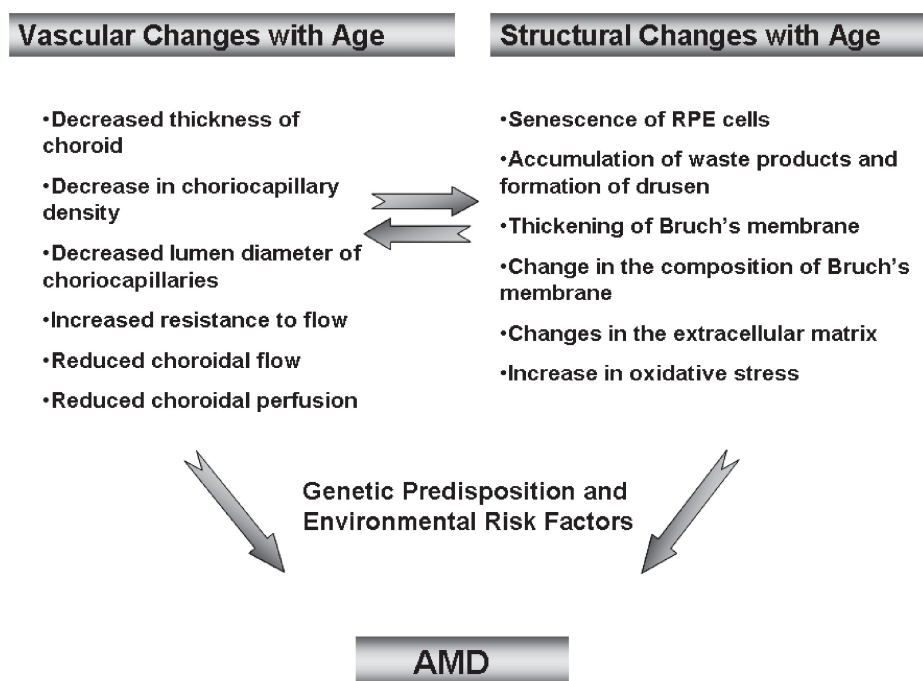 Vascular Changes with Age
•Decreased thickness of
choroid
•Decrease in choriocapillary
density
•Decreased lumen diameter of
choriocapillaries
•Increased resistance to flow
•Reduced choroidal flow
•Reduced choroidal perfusion
Structural Changes with Age
•Senescence of RPE cells
•Accumulation of waste products and
formation of drusen
•Thickening of Bruch's membrane
•Change in the composition of Bruch's
membrane
•Changes in the extracellular matrix
•Increase in oxidative stress
Genetic Predisposition and
Environmental Risk Factors
AMD